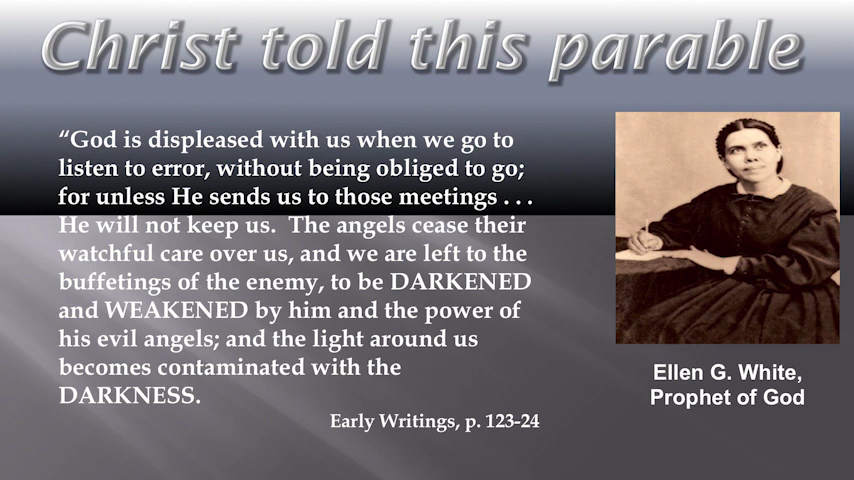 Christ told this parable
“God is displeased with us when we go to
listen to error, without being obliged to go;
for unless He sends us to those meetings . . .
He will not keep us.  The angels cease their
watchful care over us, and we are left to the
buffetings of the enemy, to be DARKENED
and WEAKENED by him and the power of
his evil angels; and the light around us
becomes contaminated with the
DARKNESS.
Early Writings, p. 123-24
Ellen G. White,
Prophet of God